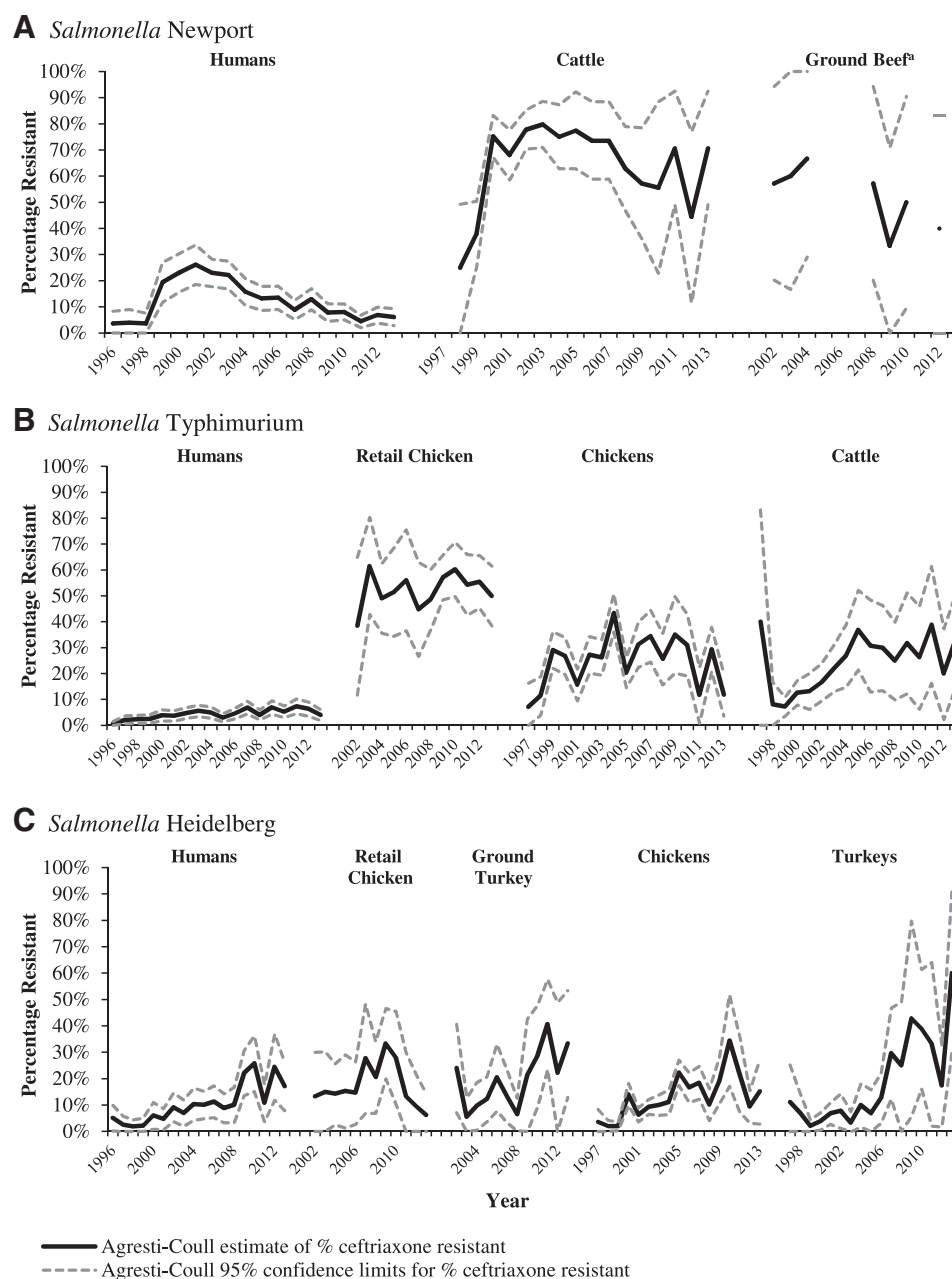 A Salmonella Newport
Humans Cattle Ground Beefª
Percentage Resistant
100%
90%
80%
70%
60%
50%
40%
30%
20%
10%
0%
1996 1998 2000 2002 2004 2006 2008 2010 2012 1997 1999 2001 2003 2005 2007 2009 2011 2013 2002 2004 2006 2008 2010 2012
B Salmonella Typhimurium
Humans Retail Chicken Chickens Cattle
Percentage Resistant
100%
90%
80%
70%
60%
50%
40%
30%
20%
10%
0%
1996 1998 2000 2002 2004 2006 2008 2010 2012 2002 2004 2006 2008 2010 2012 1997 1999 2001 2003 2005 2007 2009 2011 2013 1998 2000 2002 2004 2006 2008 2010 2012
C Salmonella Heidelberg
Humans Retail Ground Chickens Turkeys
Chicken Turkey
Percentage Resistant
100%
90%
80%
70%
60%
50%
40%
30%
20%
10%
0%
1996 2000 2004 2008 2012 2002 2006 2010 2004 2008 2012 1997 2001 2005 2009 2013 1998 2002 2006 2010
Year
Agresti-Coull estimate of % ceftriaxone resistant
Agresti-Coull 95% confidence limits for % ceftriaxone resistant